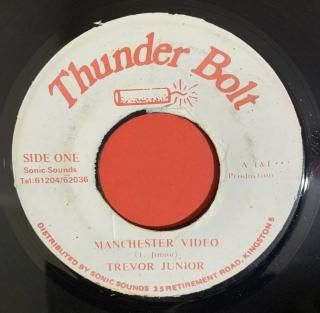 Thunder Bolt
SIDE ONE
Sonic-Sounds
Tel:61204/62036
A I&I
Production
MANCHESTER VIDEO
Junior)
TREVOR JUNIOR
DISTRIBUTED BY SONIC SOUNDS 25 RETIREMENT ROAD, KINGSTON 5